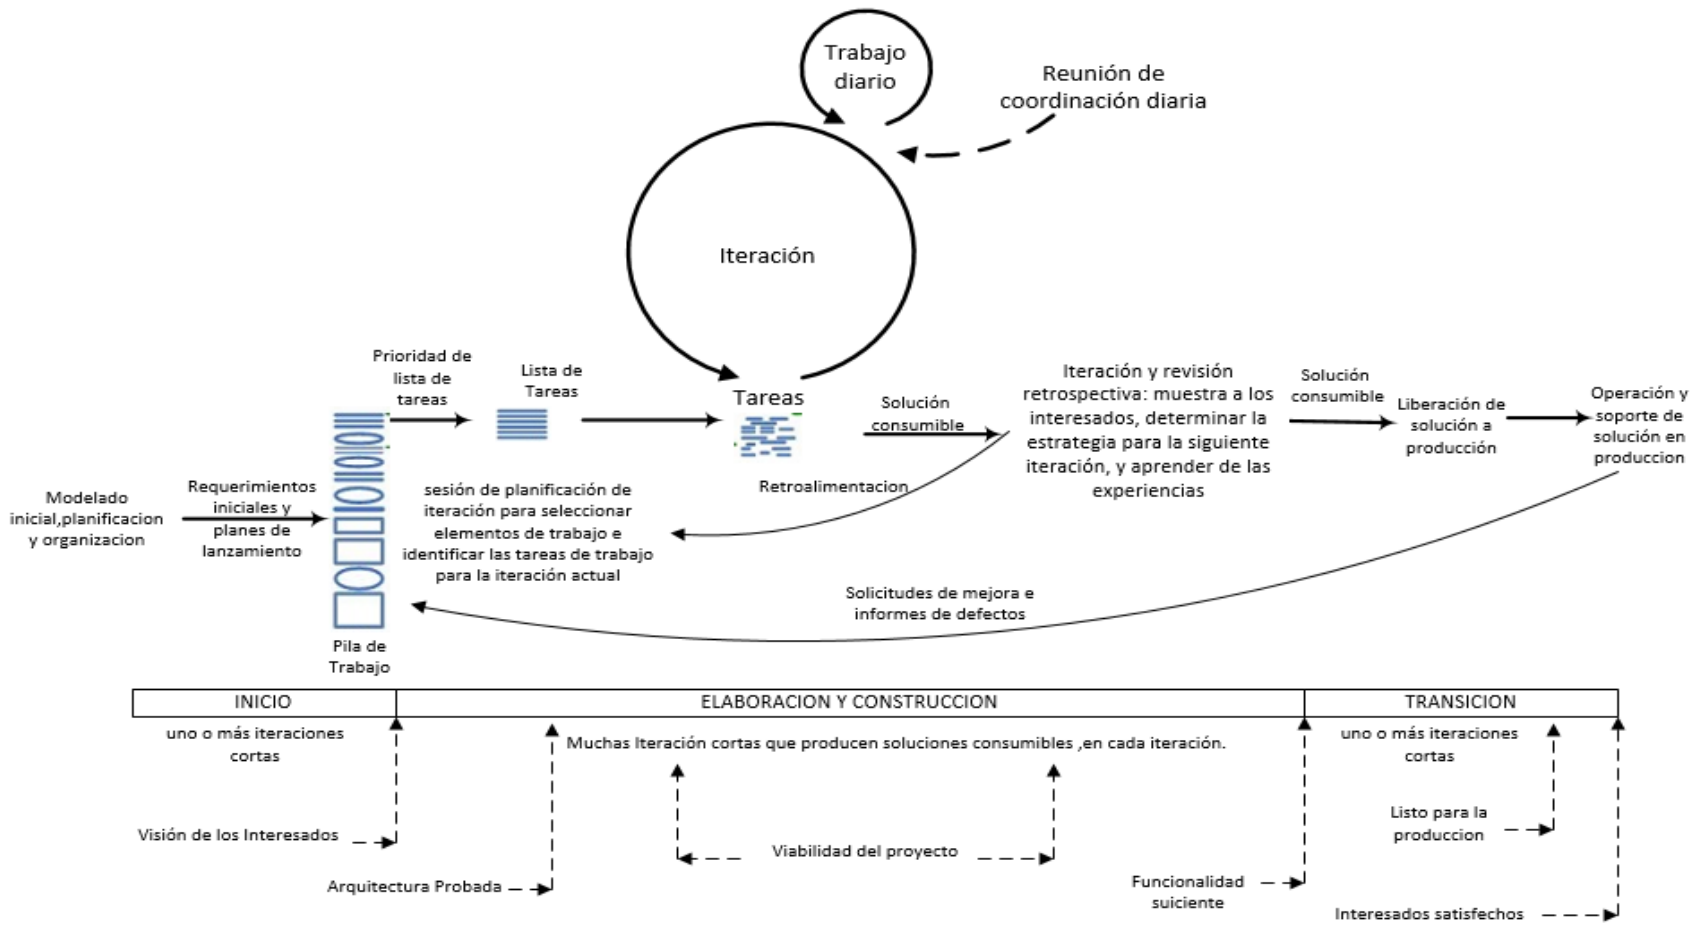 Trabajo
diario
Reunión de
coordinación diaria
Iteración
Prioridad de
lista de
tareas
Lista de
Tareas
Tareas
Solución
consumible
Iteración y revisión
retrospectiva: muestra a los
interesados, determinar la
estrategia para la siguiente
iteración, y aprender de las
experiencias
Solución
consumible
Liberación de
solución a
producción
Operación y
soporte de
solución en
produccion
Modelado
inicial,planificacion
y organizacion
Requerimientos
iniciales y
planes de
lanzamiento
sesión de planificación de
iteración para seleccionar
elementos de trabajo e
identificar las tareas de trabajo
para la iteración actual
Retroalimentacion
Solicitudes de mejora e
informes de defectos
Pila de
Trabajo
INICIO
ELABORACION Y CONSTRUCCION
TRANSICION
uno o más iteraciones
cortas
Muchas Iteración cortas que producen soluciones consumibles ,en cada iteración.
uno o más iteraciones
cortas
Visión de los Interesados
Arquitectura Probada
Viabilidad del proyecto
Funcionalidad
suiciente
Listo para la
produccion
Interesados satisfechos